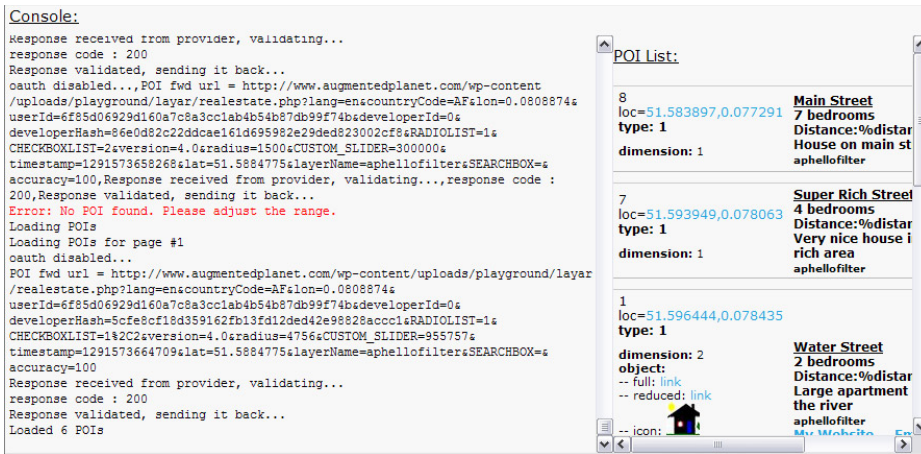 Console:
Response received from provider, validating...
response code : 200
Response validated, sending it back...
oauth disabled...,POI fwd url = http://www.augmentedplanet.com/wp-content
/uploads/playground/layar/realestate.php?lang=en&countryCode=AF&lon=0.0808874&
userId=6f85d06929d160a7c8a3cc1ab4b54b87db99f74b&developerId=0&
developerHash=86e0d82c22ddcae161d695982e29ded823002cf8&RADIOLIST=1&
CHECKBOXLIST=2&version=4.0&radius=1500&CUSTOM_SLIDER=300000&
timestamp=1291573658268&lat=51.5884775&layerName=aphellofilter&SEARCHBOX=&
accuracy=100,Response received from provider, validating...,response code :
200,Response validated, sending it back...
Error: No POI found. Please adjust the range.
Loading POIs
Loading POIs for page #1
oauth disabled...
POI fwd url = http://www.augmentedplanet.com/wp-content/uploads/playground/layar
/realestate.php?lang=en&countryCode=AF&lon=0.0808874&
userId=6f85d06929d160a7c8a3cc1ab4b54b87db99f74b&developerId=0&
developerHash=5cfe8cf18d359162fb13fd12ded42e98828accc1&RADIOLIST=1&
CHECKBOXLIST=1%2C2&version=4.0&radius=4756&CUSTOM_SLIDER=955757&
timestamp=1291573664709&lat=51.5884775&layerName=aphellofilter&SEARCHBOX=&
accuracy=100
Response received from provider, validating...
response code : 200
Response validated, sending it back...
Loaded 6 POIs
POI List:
8
loc=51.583897,0.077291
type: 1
dimension: 1
Main Street
7 bedrooms
Distance:%distan
House on main st
aphellofilter
7
loc=51.593949,0.078063
type: 1
dimension: 1
Super Rich Street
4 bedrooms
Distance:%distar
Very nice house i
rich area
aphellofilter
1
loc=51.596444,0.078435
type: 1
dimension: 2
object:
-- full: link
-- reduced: link
-- icon:
Water Street
2 bedrooms
Distance:%distar
Large apartment
the river
aphellofilter
My Website Em